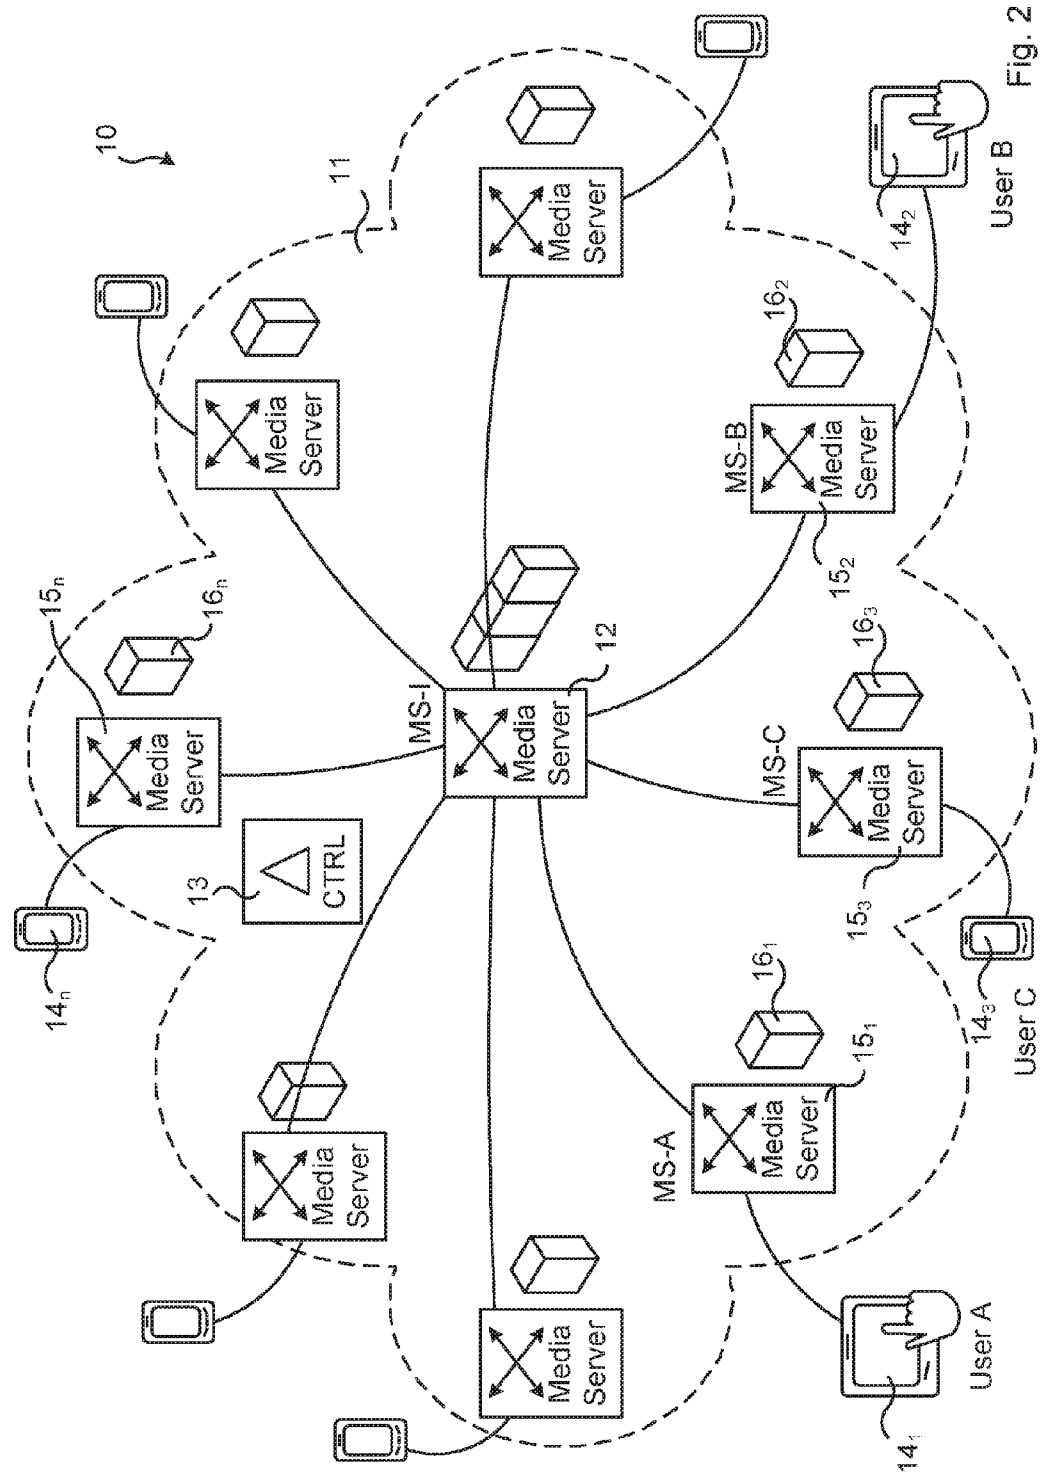 10
14n
15n
Media
Server
16n
13
CTRL
11
Media
Server
Media
Server
MS-I
Media
Server
12
Media
Server
Media
Server
MS-A
Media
Server
16₁
15₁
MS-B
Media
Server
16₂
15₂
MS-C
Media
Server
16₃
15₃
14₁
User A
14₃
User C
14₂
User B
Fig. 2